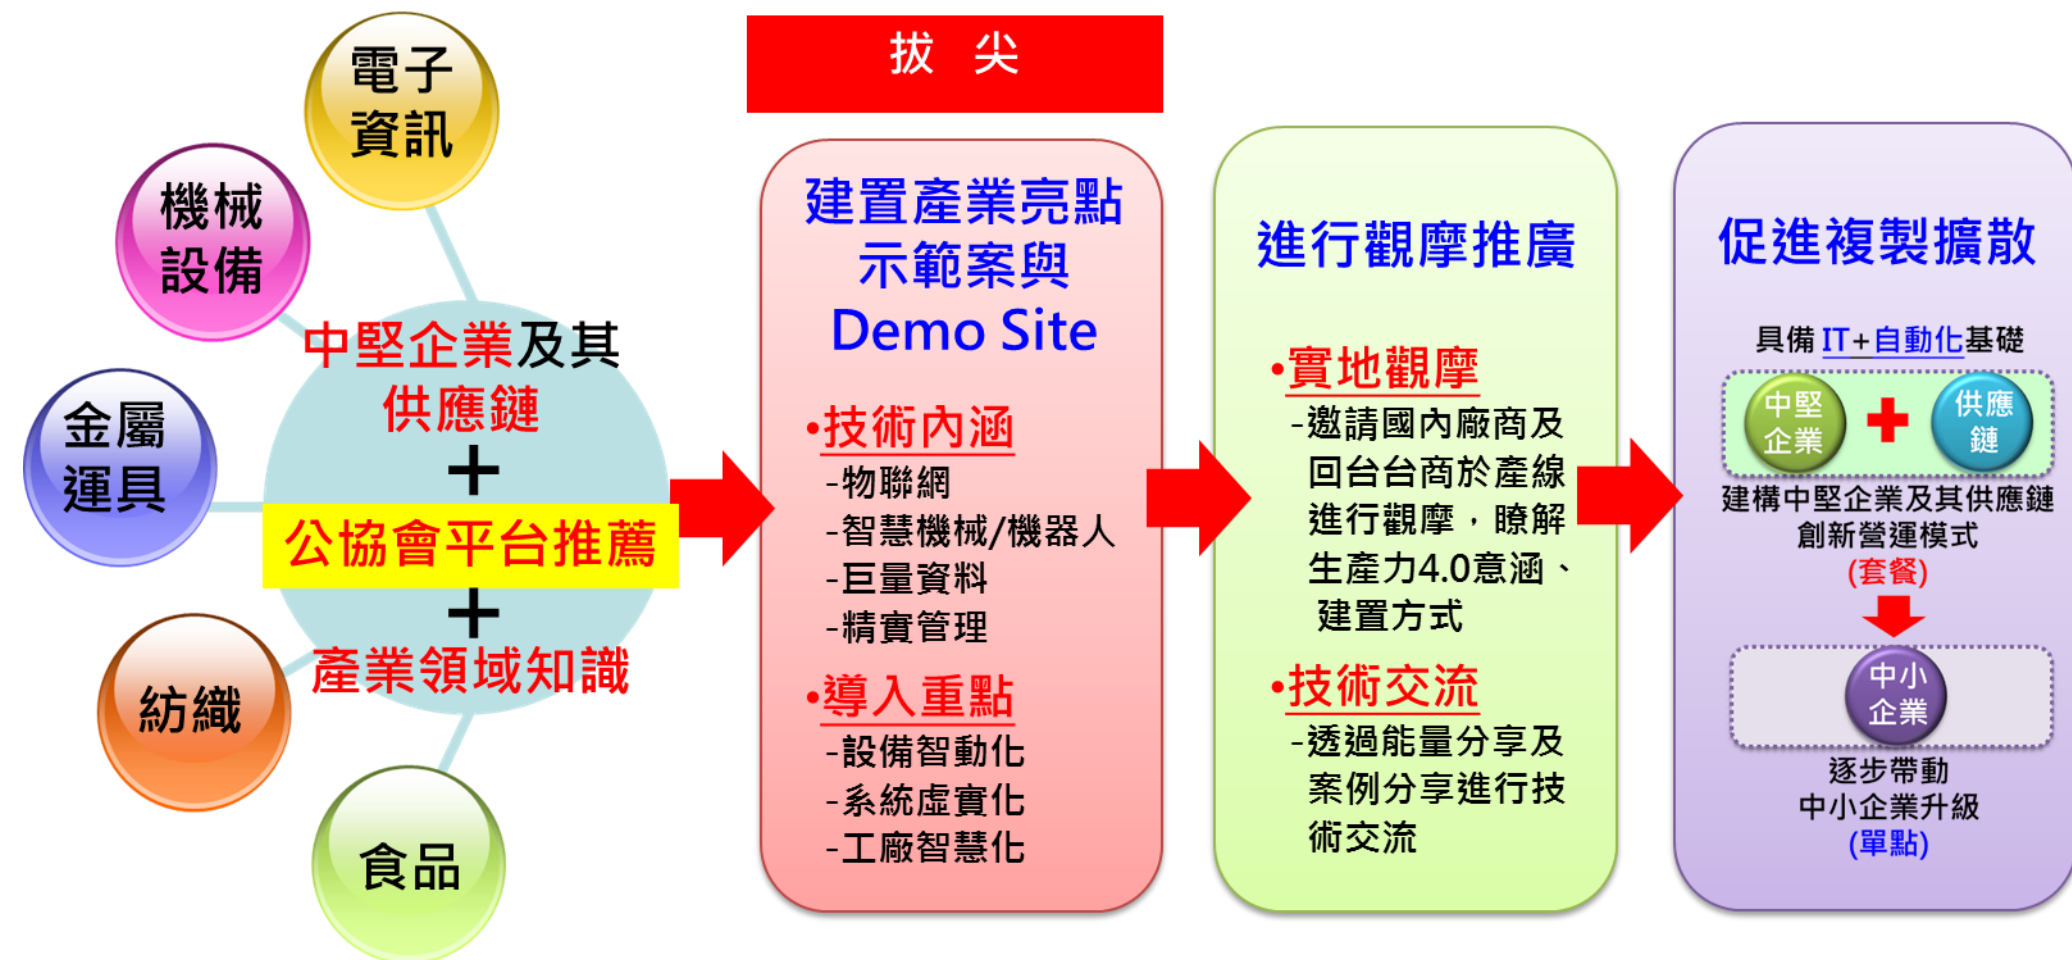 電子
資訊
機械
設備
金屬
運具
紡織
食品
中堅企業及其
供應鏈
+
公協會平台推薦
+
產業領域知識
拔 尖
建置產業亮點
示範案與
Demo Site
•技術內涵
-物聯網
-智慧機械/機器人
-巨量資料
-精實管理
•導入重點
-設備智動化
-系統虛實化
-工廠智慧化
進行觀摩推廣
•實地觀摩
-邀請國內廠商及
回台台商於產線
進行觀摩，瞭解
生產力4.0意涵、
建置方式
•技術交流
-透過能量分享及
案例分享進行技
術交流
促進複製擴散
具備 IT+自動化基礎
中堅
企業
+
供應
鏈
建構中堅企業及其供應鏈
創新營運模式
(套餐)
中小
企業
逐步帶動
中小企業升級
(單點)